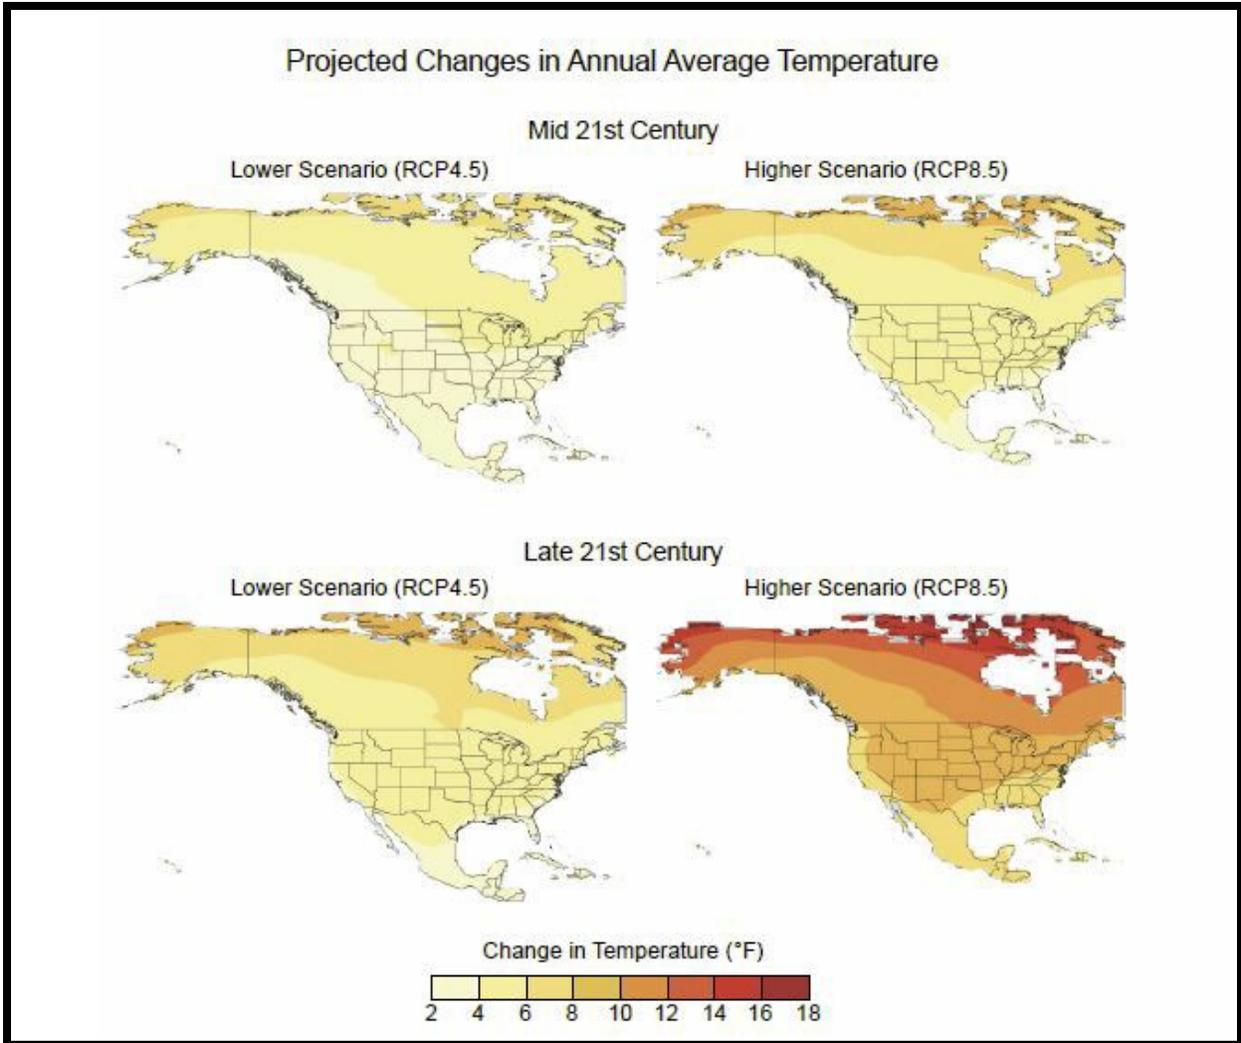 Projected Changes in Annual Average Temperature
Mid 21st Century
Lower Scenario (RCP4.5)
Higher Scenario (RCP8.5)
Late 21st Century
Lower Scenario (RCP4.5)
Higher Scenario (RCP8.5)
Change in Temperature (°F)
2 4 6 8 10 12 14 16 18